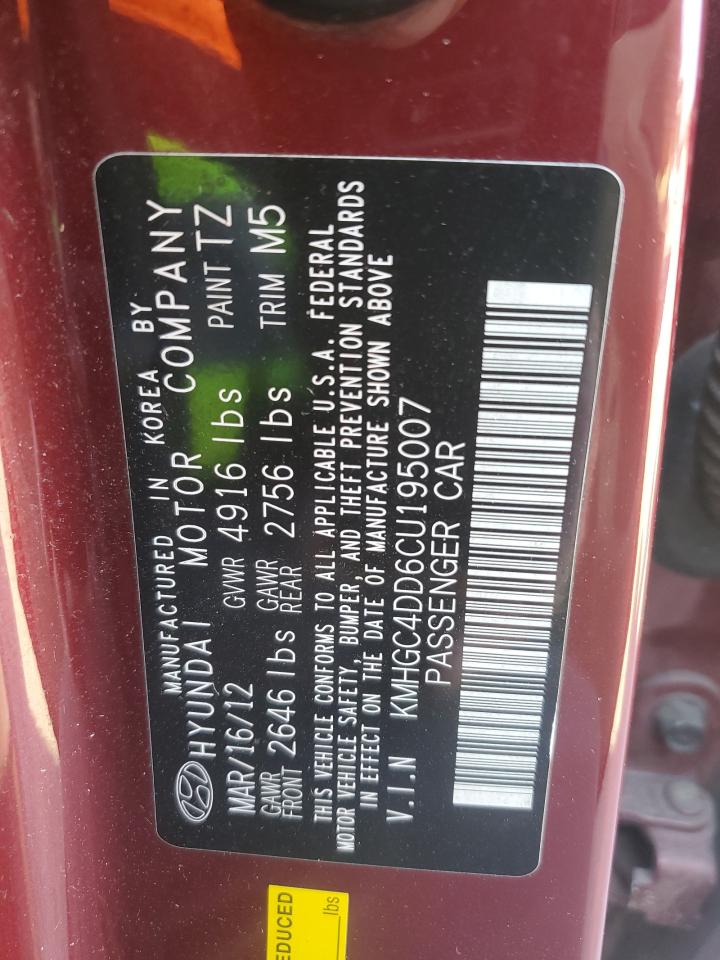 MANUFACTURED IN KOREA BY
HYUNDAI MOTOR COMPANY
MAR/16/12 GVWR 4916 lbs PAINT TZ
GAWR FRONT 2646 lbs GAWR REAR 2756 lbs TRIM M5
THIS VEHICLE CONFORMS TO ALL APPLICABLE U.S.A. FEDERAL
MOTOR VEHICLE SAFETY, BUMPER, AND THEFT PREVENTION STANDARDS
IN EFFECT ON THE DATE OF MANUFACTURE SHOWN ABOVE
V.I.N KMHGC4DD6CU195007
PASSENGER CAR
EDUCED
lbs